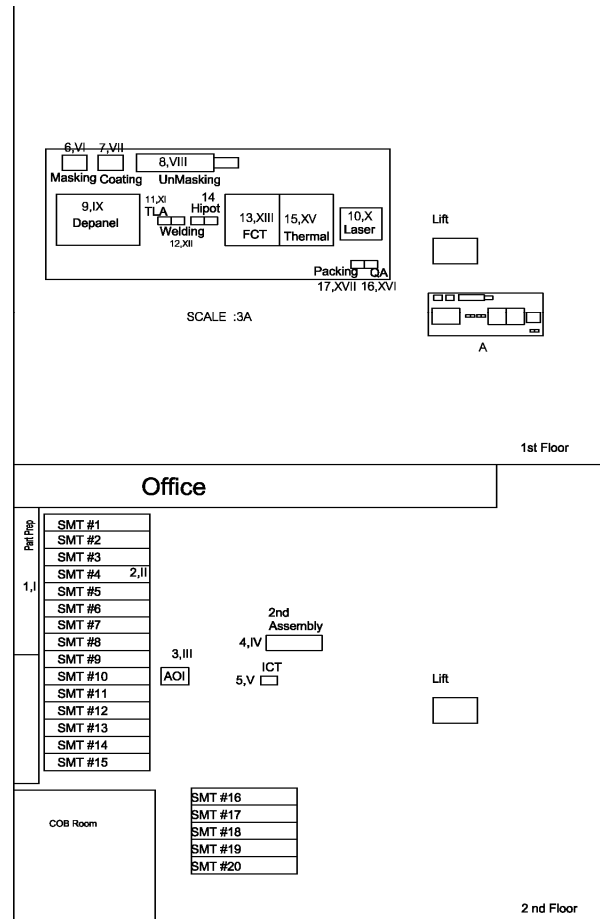 6,VI 7,VII
8,VIII
Masking Coating UnMasking
9,IX
Depanel
11,XI
TLA
14
Hipot
Welding
12,XII
13,XIII
FCT
15,XV
Thermal
10,X
Laser
Packing QA
17,XVII 16,XVI
SCALE :3A
Lift
A
1st Floor
Office
Part Prep
1,I
SMT #1
SMT #2
SMT #3
SMT #4 2,II
SMT #5
SMT #6
SMT #7
SMT #8
SMT #9
SMT #10
SMT #11
SMT #12
SMT #13
SMT #14
SMT #15
3,III
AOI
2nd
Assembly
4,IV
ICT
5,V
Lift
COB Room
SMT #16
SMT #17
SMT #18
SMT #19
SMT #20
2 nd Floor